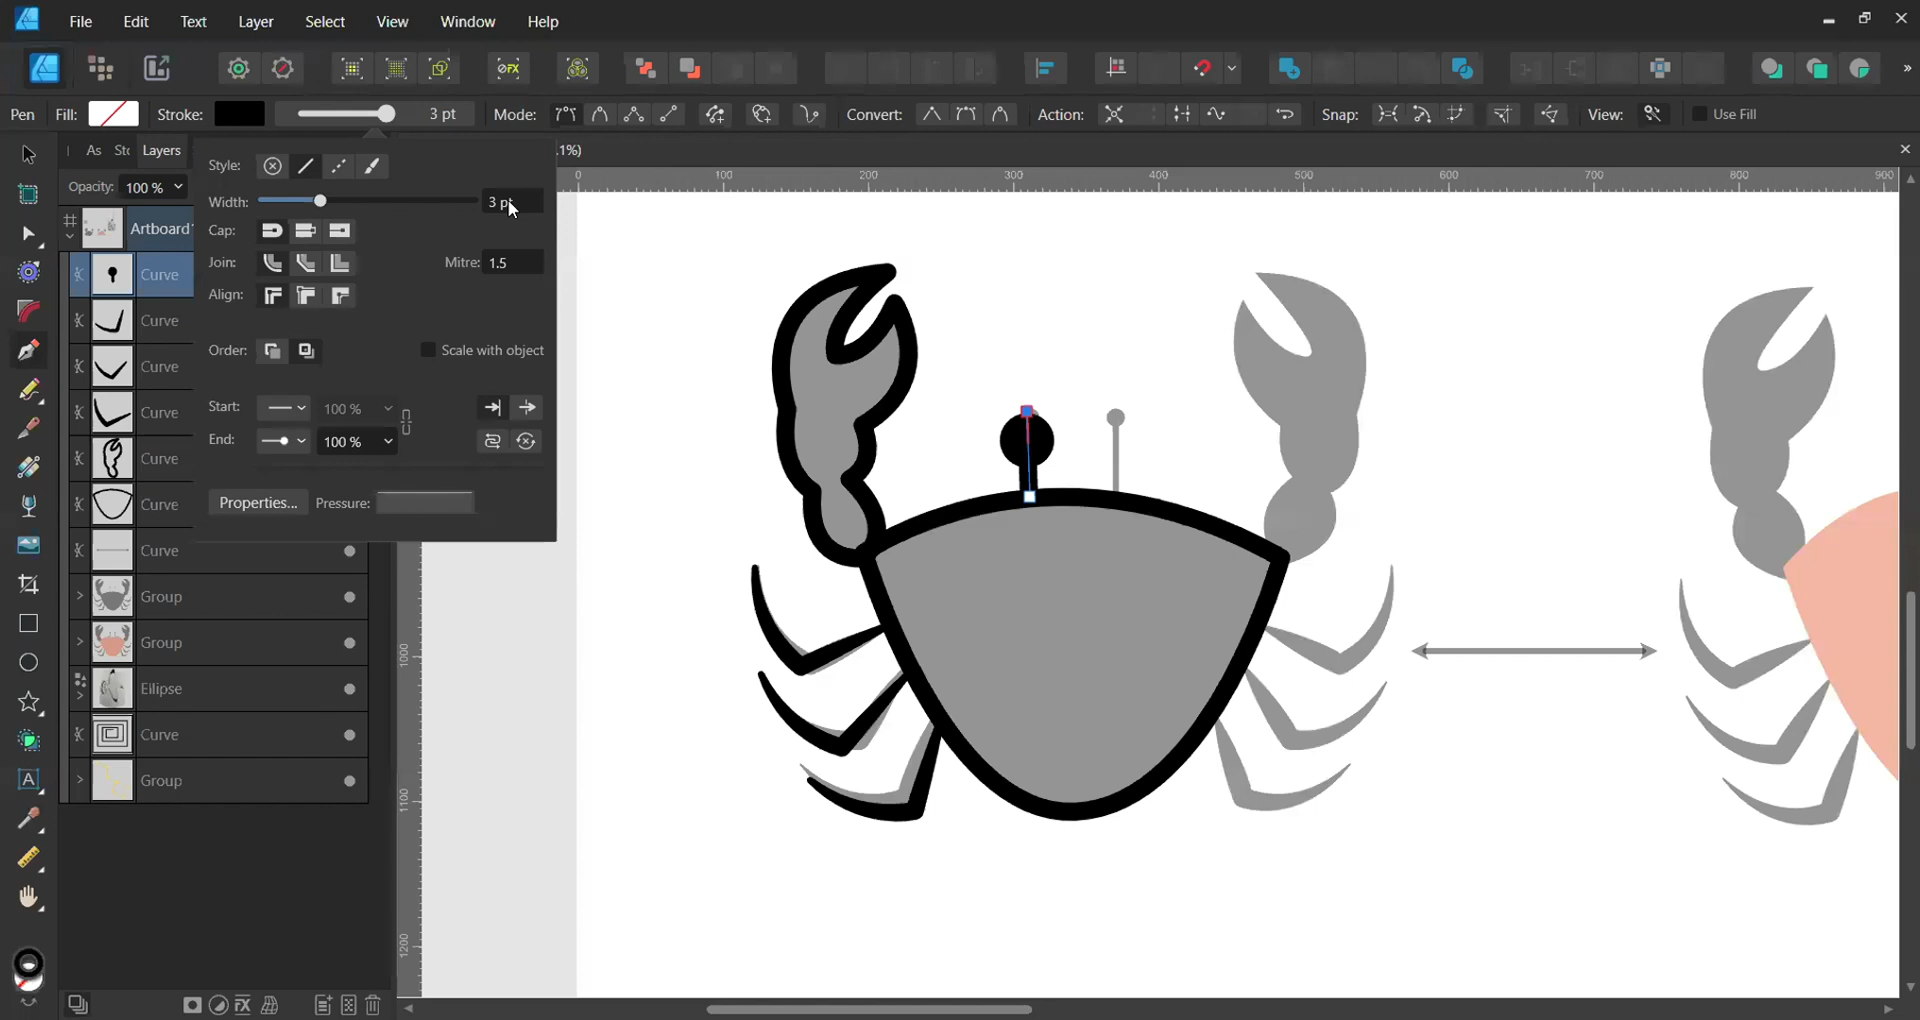 File Edit Text Layer Select View Window Help
Pen Fill: Stroke: 3 pt Mode: Convert: Action: Snap: View: Use Fill
As Stc Layers
.1%)
Opacity: 100 %
Style:
Width: 3 pt
Cap:
Join: Mitre: 1.5
Align:
Order: Scale with object
Start: 100 %
End: 100 %
Properties... Pressure:
Artboard
Curve
Curve
Curve
Curve
Curve
Curve
Curve
Group
Group
Ellipse
Curve
Group
0 100 200 300 400 500 600 700 800 900
1000
1100
1200